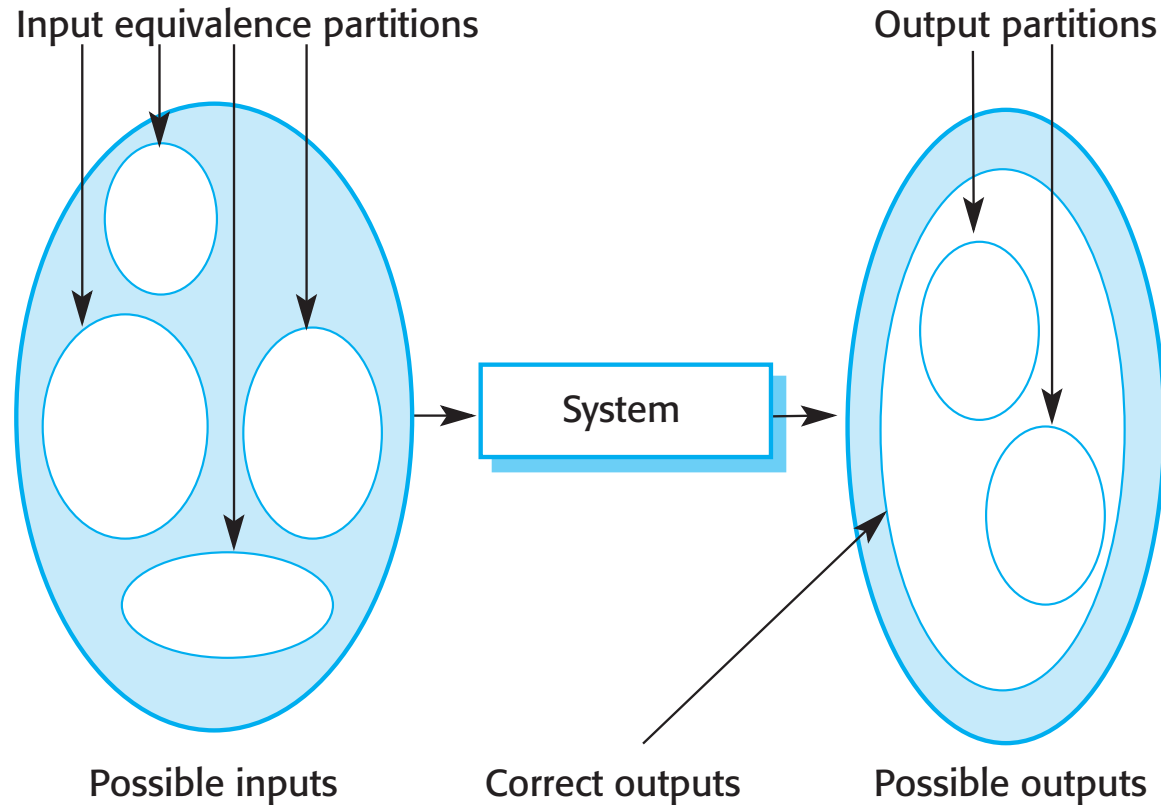 Input equivalence partitions
Output partitions
System
Possible inputs
Correct outputs
Possible outputs